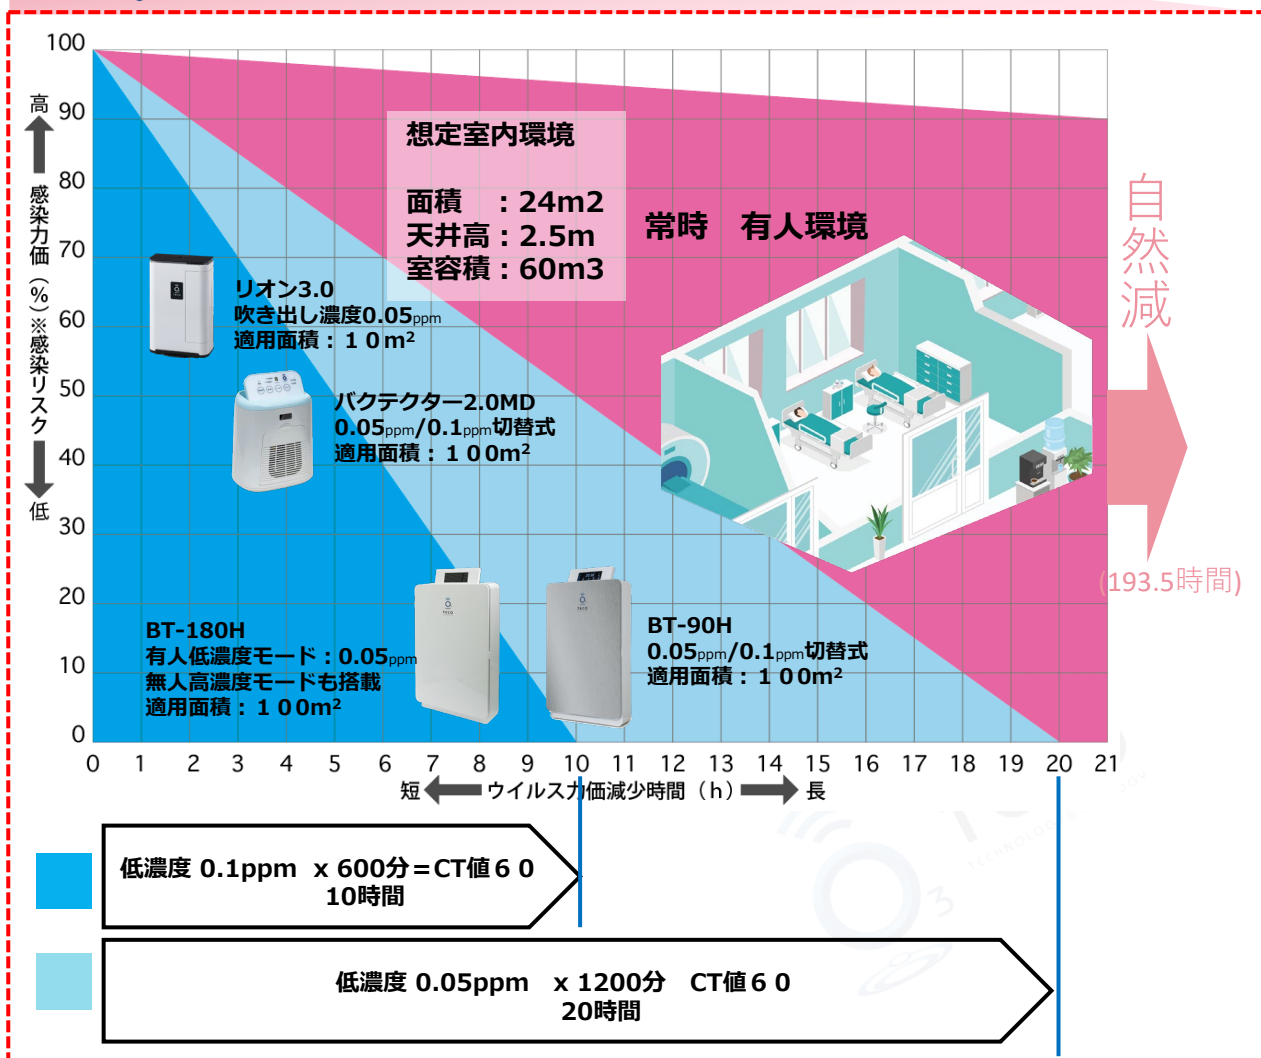 100
90
80
70
60
50
40
30
20
10
0
高
感染力価（%）※感染リスク
低
想定室内環境
面積　：24m2
天井高：2.5m
室容積：60m3
常時　有人環境
自然減
(193.5時間)
リオン3.0
吹き出し濃度0.05ppm
適用面積：１０m²
バクテクター2.0MD
0.05ppm/0.1ppm切替式
適用面積：１００m²
BT-180H
有人低濃度モード：0.05ppm
無人高濃度モードも搭載
適用面積：１００m²
BT-90H
0.05ppm/0.1ppm切替式
適用面積：１００m²
0 1 2 3 4 5 6 7 8 9 10 11 12 13 14 15 16 17 18 19 20 21
短 ウイルス力価減少時間（h） 長
低濃度 0.1ppm x 600分＝CT値６０
10時間
低濃度 0.05ppm x 1200分 CT値６０
20時間